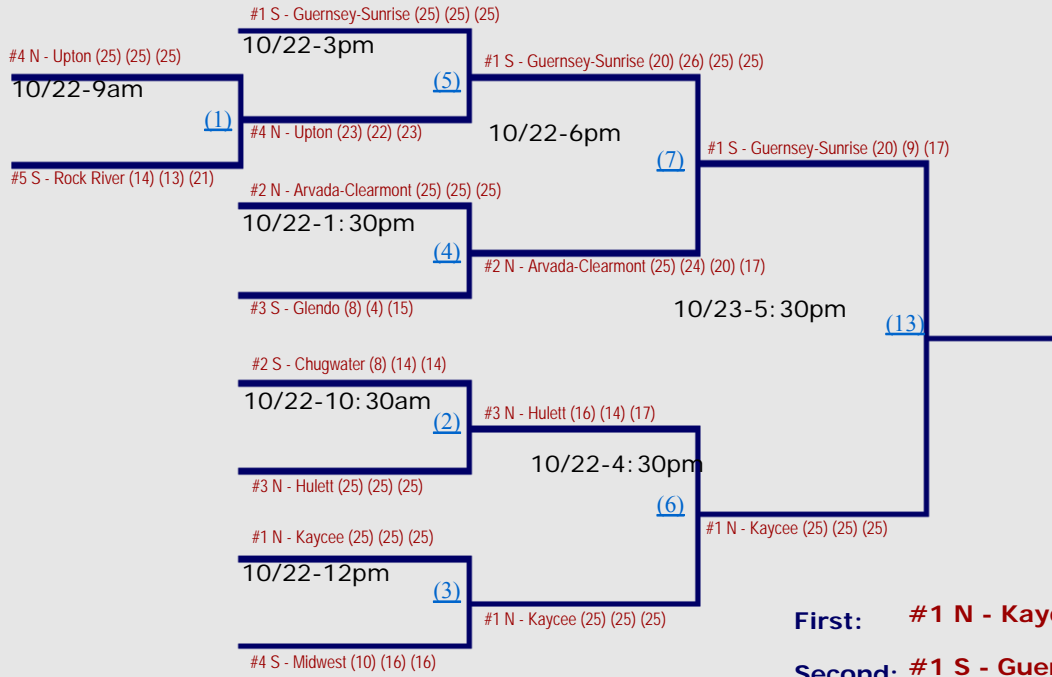 #1 S - Guernsey-Sunrise (25) (25) (25)
10/22-3pm
#4 N - Upton (25) (25) (25)
#1 S - Guernsey-Sunrise (20) (26) (25) (25)
10/22-9am
(5)
(1)
#4 N - Upton (23) (22) (23)
10/22-6pm
#1 S - Guernsey-Sunrise (20) (9) (17)
(7)
#5 S - Rock River (14) (13) (21)
#2 N - Arvada-Clearmont (25) (25) (25)
10/22-1:30pm
(4)
#2 N - Arvada-Clearmont (25) (24) (20) (17)
#3 S - Glendo (8) (4) (15)
10/23-5:30pm
(13)
#2 S - Chugwater (8) (14) (14)
10/22-10:30am
#3 N - Hulett (16) (14) (17)
(2)
10/22-4:30pm
#3 N - Hulett (25) (25) (25)
(6)
#1 N - Kaycee (25) (25) (25)
#1 N - Kaycee (25) (25) (25)
10/22-12pm
(3)
#1 N - Kaycee (25) (25) (25)
First: #1 N - Kayc
#4 S - Midwest (10) (16) (16)
Second: #1 S - Guer